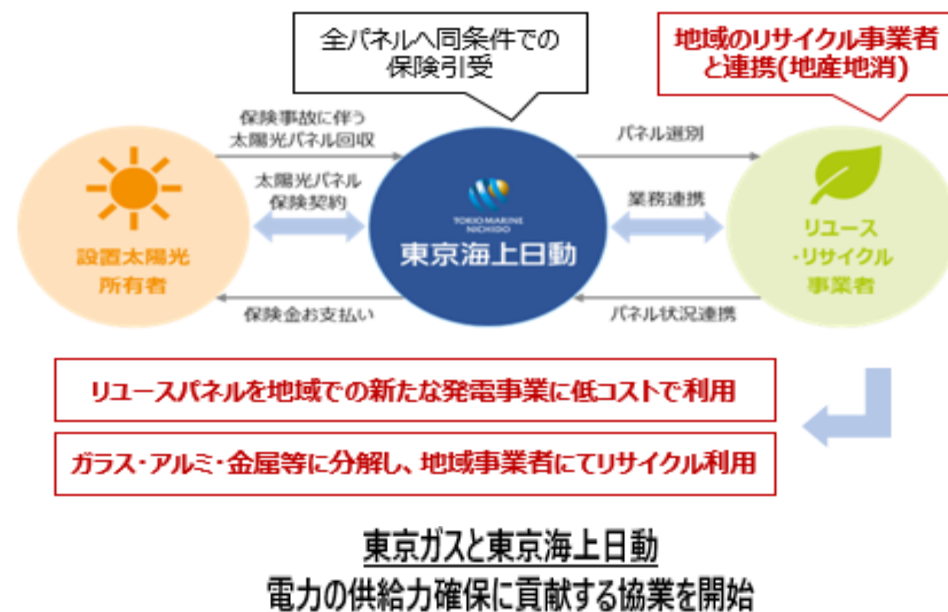 全パネルへ同条件での
保険引受
地域のリサイクル事業者
と連携(地産地消)
保険事故に伴う
太陽光パネル回収
パネル選別
太陽光パネル
保険契約
業務連携
TOKIO MARINE
NICHIDO
東京海上日動
設置太陽光
所有者
リユース
・リサイクル
事業者
保険金お支払い
パネル状況連携
リユースパネルを地域での新たな発電事業に低コストで利用
ガラス・アルミ・金属等に分解し、地域事業者にてリサイクル利用
東京ガスと東京海上日動
電力の供給力確保に貢献する協業を開始